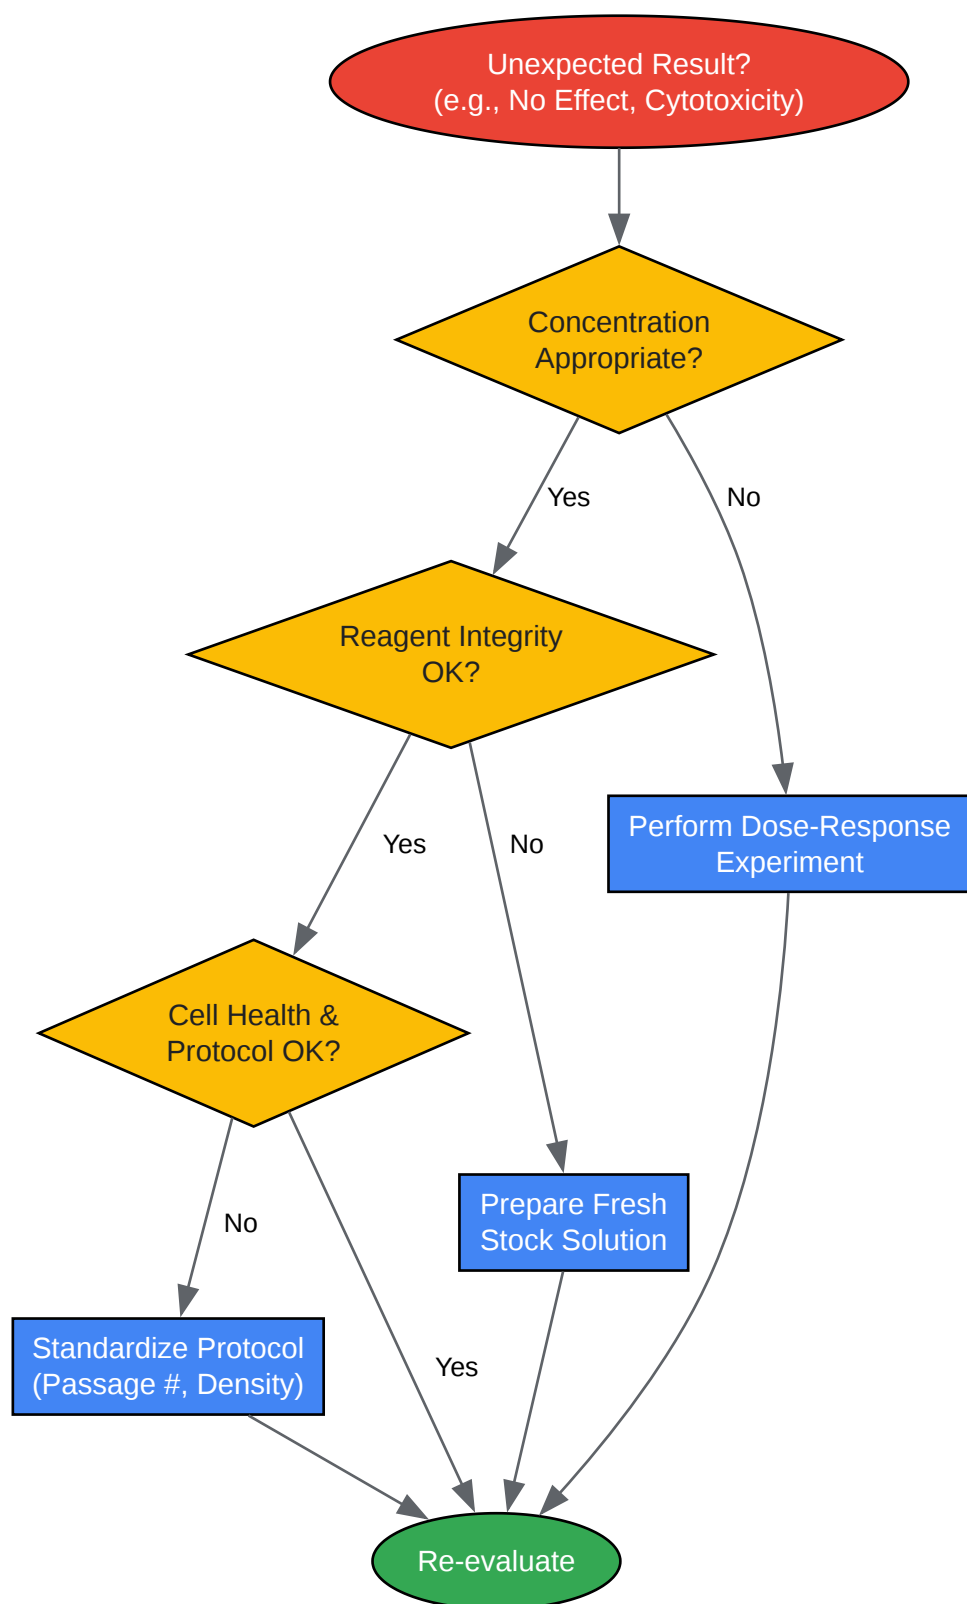 Unexpected Result?
(e.g., No Effect, Cytotoxicity)
Concentration
Appropriate?
Yes
No
Reagent Integrity
OK?
Yes
No
Perform Dose-Response
Experiment
Cell Health &
Protocol OK?
No
Prepare Fresh
Stock Solution
Standardize Protocol
(Passage #, Density)
Yes
Re-evaluate